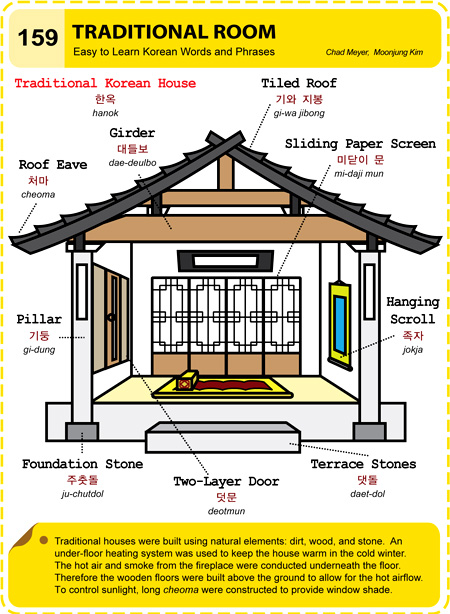 159
TRADITIONAL ROOM
Easy to Learn Korean Words and Phrases
Chad Meyer, Moonjung Kim
Traditional Korean House
한옥
hanok
Tiled Roof
기와 지붕
gi-wa jibong
Girder
대들보
dae-deulbo
Sliding Paper Screen
미닫이 문
mi-daji mun
Roof Eave
처마
cheoma
Hanging
Scroll
족자
jokja
Pillar
기둥
gi-dung
Foundation Stone
주춧돌
ju-chutdol
Two-Layer Door
덧문
deotmun
Terrace Stones
댓돌
daet-dol
Traditional houses were built using natural elements: dirt, wood, and stone. An
under-floor heating system was used to keep the house warm in the cold winter.
The hot air and smoke from the fireplace were conducted underneath the floor.
Therefore the wooden floors were built above the ground to allow for the hot airflow.
To control sunlight, long cheoma were constructed to provide window shade.